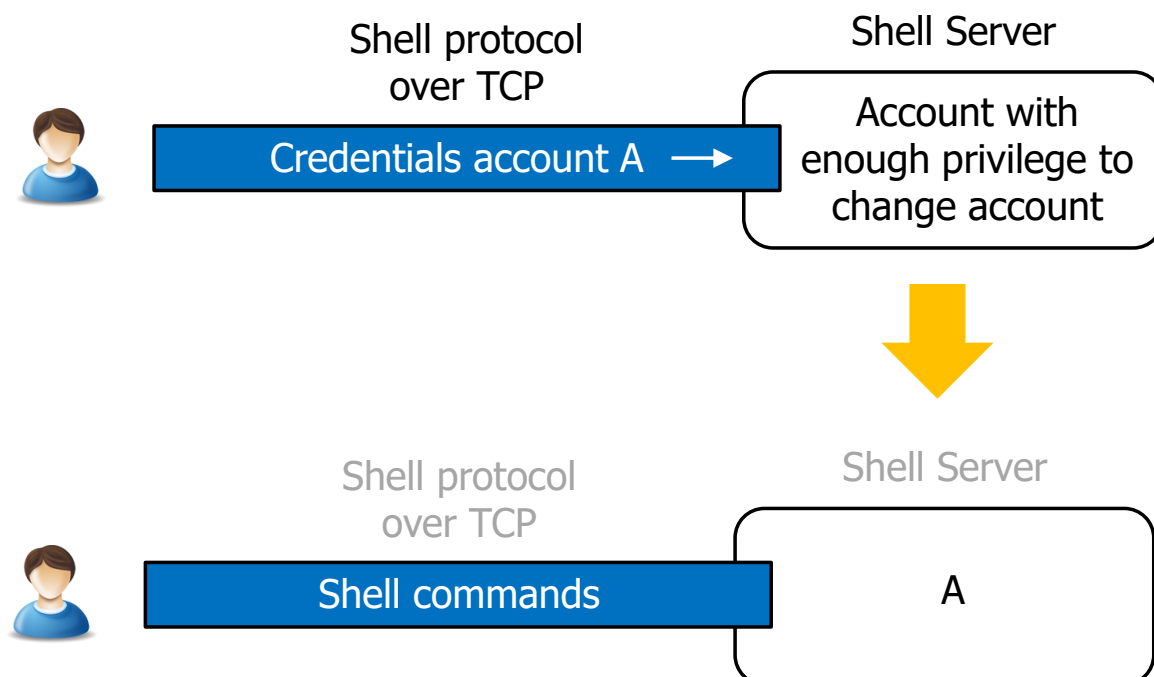 Shell protocol
over TCP
Shell Server
Credentials account A →
Account with
enough privilege to
change account
Shell protocol
over TCP
Shell Server
Shell commands
A